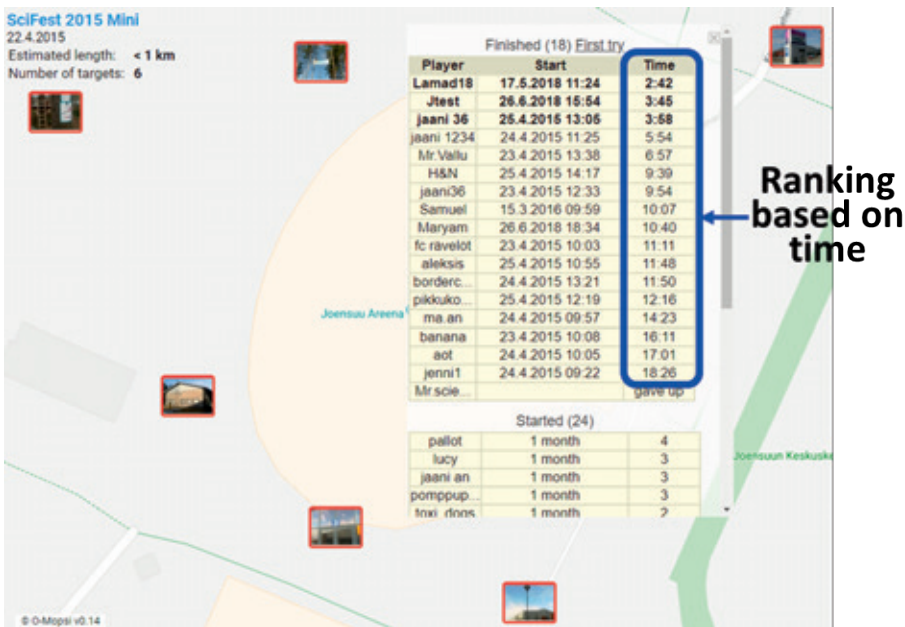 SciFest 2015 Mini
22.4.2015
Estimated length: < 1 km
Number of targets: 6
Finished (18) First try
Player Start Time
Lamad18 17.5.2018 11:24 2:42
Jtest 26.6.2018 15:54 3:45
jaani 36 25.4.2015 13:05 3:58
jaani 1234 24.4.2015 11:25 5:54
Mr.Vallu 23.4.2015 13:38 6:57
H&N 25.4.2015 14:17 9:39
jaani36 23.4.2015 12:33 9:54
Samuel 15.3.2016 09:59 10:07
Maryam 26.6.2018 18:34 10:40
fc ravelot 23.4.2015 10:03 11:11
aleksis 25.4.2015 10:55 11:48
borderc... 24.4.2015 13:21 11:50
pikkuko... 25.4.2015 12:19 12:16
ma.an 24.4.2015 09:57 14:23
banana 23.4.2015 10:08 16:11
aot 24.4.2015 10:05 17:01
jenni1 24.4.2015 09:22 18:26
Mr.scie... gave up
Started (24)
pallot 1 month 4
lucy 1 month 3
jaani an 1 month 3
pomppup... 1 month 3
toxi_dogs 1 month 2
Ranking
based on
time
Joensuu Areena
Joensuun Keskuske
© O-Mopsi v0.14